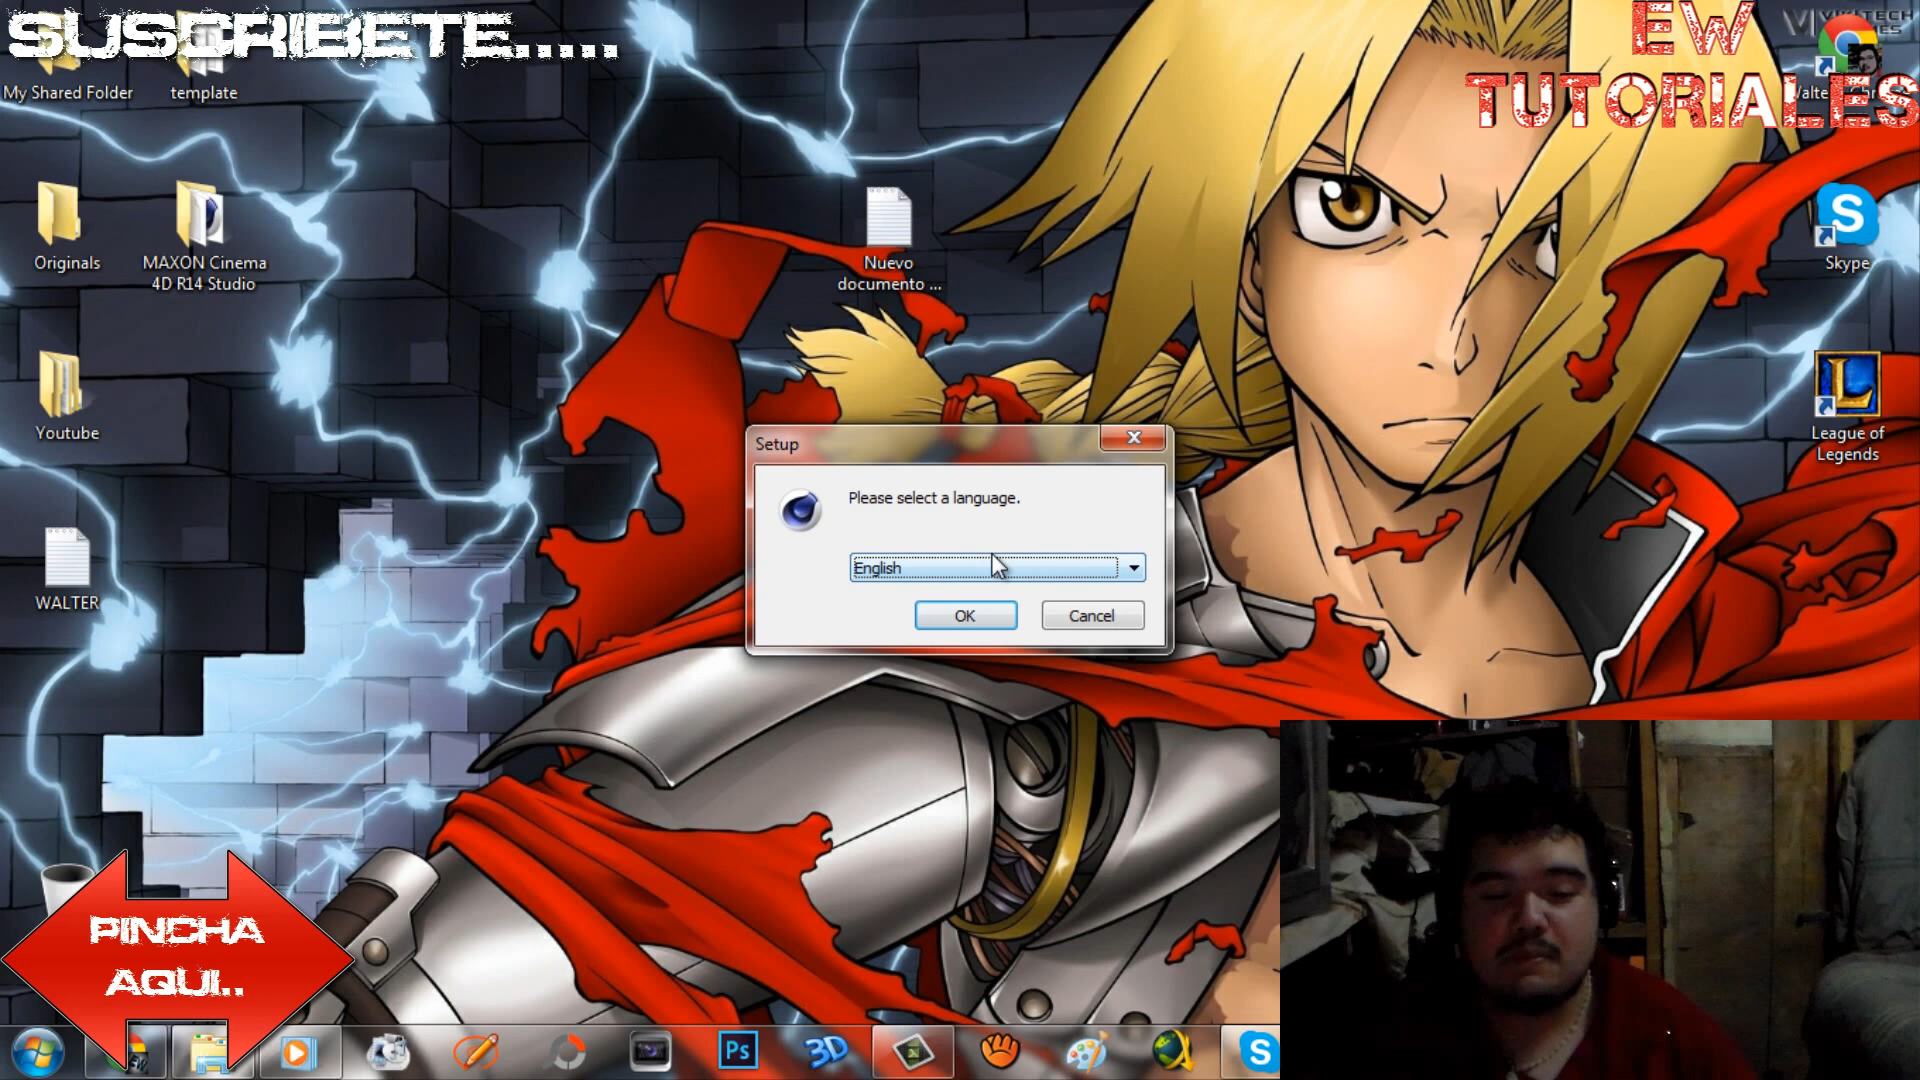 SUSCRIBETE.....
EW
TUTORIALES
My Shared Folder
template
Originals
MAXON Cinema
4D R14 Studio
Nuevo
documento ...
Skype
Youtube
League of
Legends
WALTER
Setup
Please select a language.
English
OK
Cancel
PINCHA
AQUI..
Ps
3D